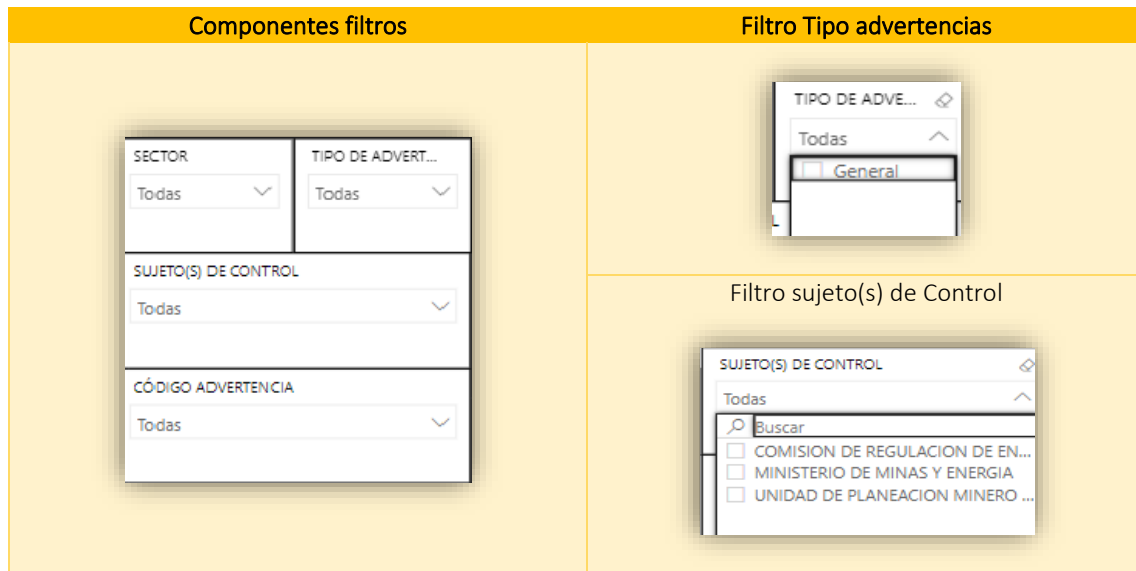 Componentes filtros
SECTOR
Todas
TIPO DE ADVERT...
Todas
SUJETO(S) DE CONTROL
Todas
CÓDIGO ADVERTENCIA
Todas
Filtro Tipo advertencias
TIPO DE ADVE...
Todas
General
L
Filtro sujeto(s) de Control
SUJETO(S) DE CONTROL
Todas
Buscar
COMISION DE REGULACION DE EN...
MINISTERIO DE MINAS Y ENERGIA
UNIDAD DE PLANEACION MINERO ...